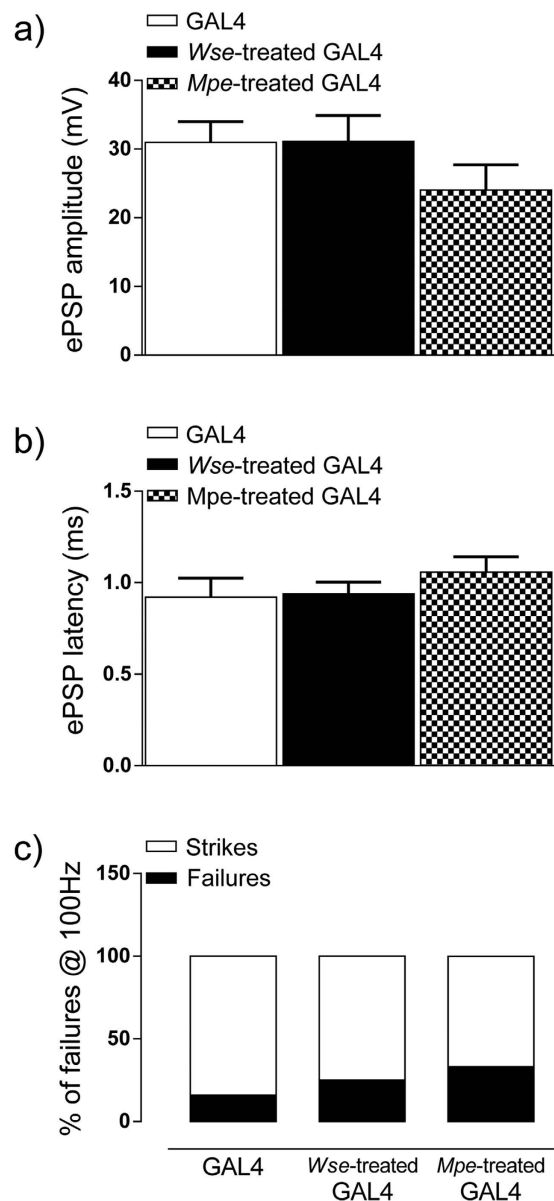 a)
GAL4
Wse-treated GAL4
Mpe-treated GAL4
ePSP amplitude (mV)
40
30
20
10
0
b)
GAL4
Wse-treated GAL4
Mpe-treated GAL4
ePSP latency (ms)
1.5
1.0
0.5
0.0
c)
Strikes
Failures
% of failures @ 100Hz
150
100
50
0
GAL4
Wse-treated
GAL4
Mpe-treated
GAL4